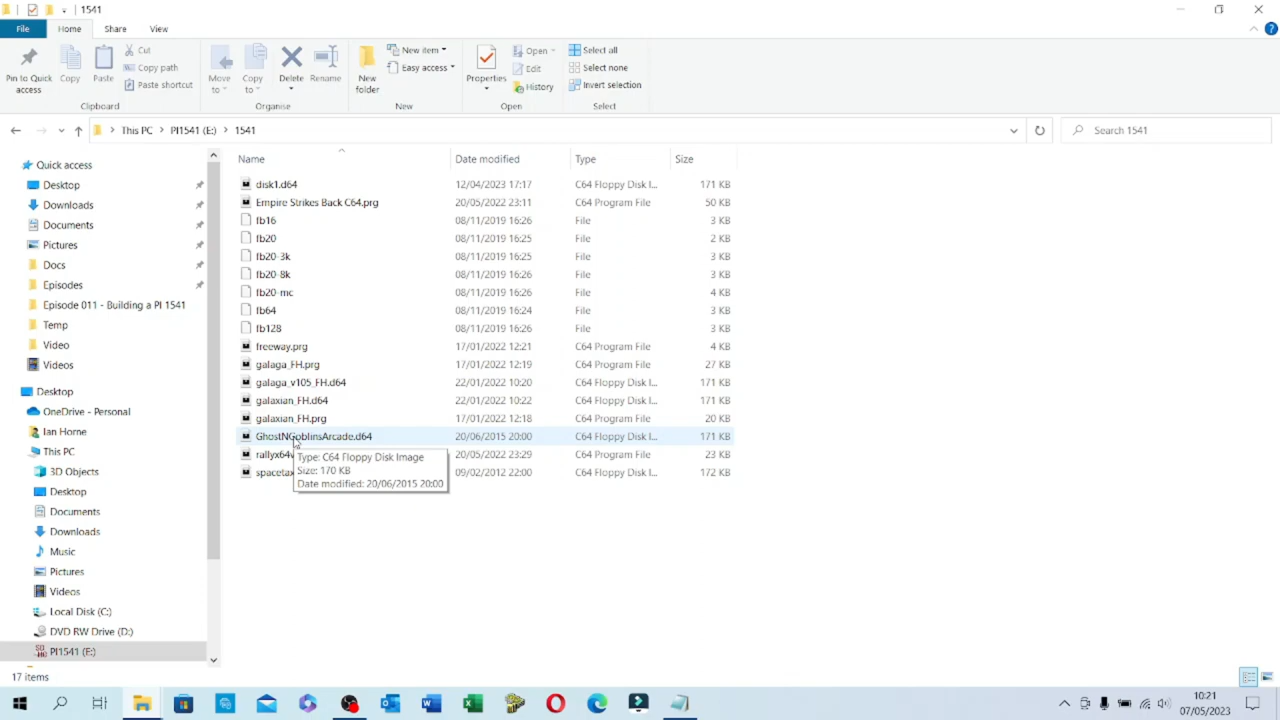 1541
File Home Share View
Pin to Quick access
Copy
Paste
Cut
Copy path
Paste shortcut
Clipboard
Move to
Copy to
Delete
Rename
Organise
New folder
New item
Easy access
New
Properties
Open
Edit
History
Open
Select all
Select none
Invert selection
Select
This PC > PI1541 (E:) > 1541
Search 1541
Quick access
Desktop
Downloads
Documents
Pictures
Docs
Episodes
Episode 011 - Building a PI 1541
Temp
Video
Videos
Desktop
OneDrive - Personal
Ian Horne
This PC
3D Objects
Desktop
Documents
Downloads
Music
Pictures
Videos
Local Disk (C:)
DVD RW Drive (D:)
PI1541 (E:)
Name Date modified Type Size
disk1.d64 12/04/2023 17:17 C64 Floppy Disk I... 171 KB
Empire Strikes Back C64.prg 20/05/2022 23:11 C64 Program File 50 KB
fb16 08/11/2019 16:26 File 3 KB
fb20 08/11/2019 16:25 File 2 KB
fb20-3k 08/11/2019 16:25 File 3 KB
fb20-8k 08/11/2019 16:26 File 3 KB
fb20-mc 08/11/2019 16:26 File 4 KB
fb64 08/11/2019 16:24 File 3 KB
fb128 08/11/2019 16:26 File 3 KB
freeway.prg 17/01/2022 12:21 C64 Program File 4 KB
galaga_FH.prg 17/01/2022 12:19 C64 Program File 27 KB
galaga_v105_FH.d64 22/01/2022 10:20 C64 Floppy Disk I... 171 KB
galaxian_FH.d64 22/01/2022 10:22 C64 Floppy Disk I... 171 KB
galaxian_FH.prg 17/01/2022 12:18 C64 Program File 20 KB
GhostNGoblinsArcade.d64 20/06/2015 20:00 C64 Floppy Disk I... 171 KB
rallyx64 20/05/2022 23:29 C64 Program File 23 KB
spaceta 09/02/2012 22:00 C64 Floppy Disk I... 172 KB
Type: C64 Floppy Disk Image
Size: 170 KB
Date modified: 20/06/2015 20:00
17 items
10:21
07/05/2023